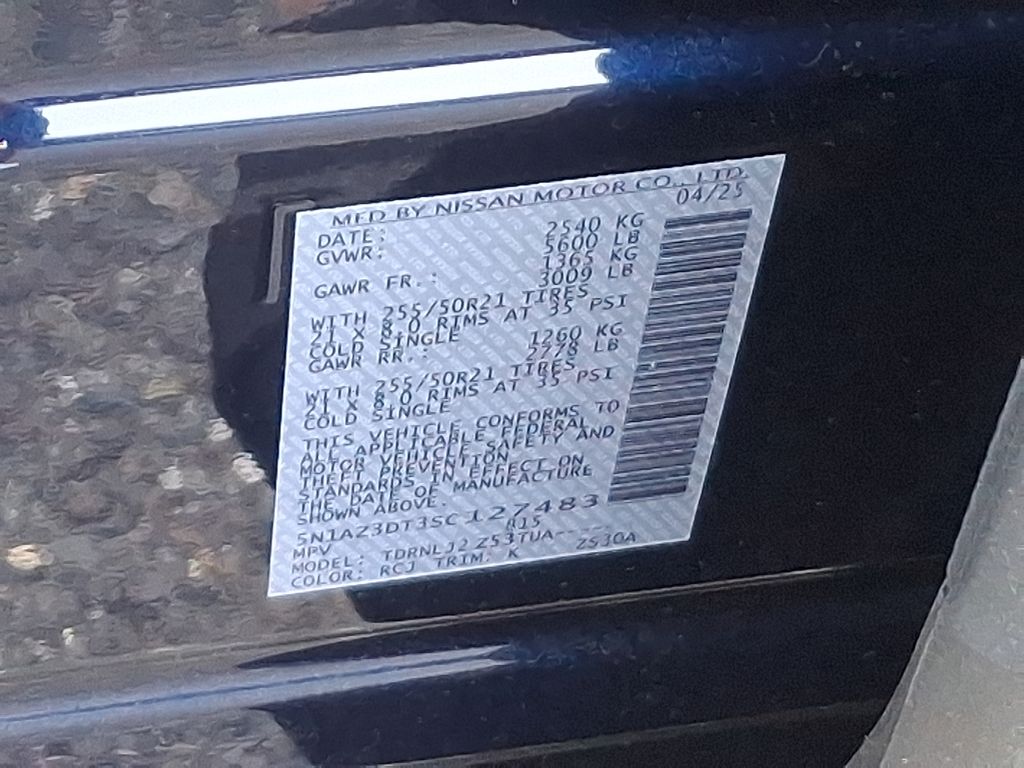 MFD BY NISSAN MOTOR CO., LTD.
DATE: 04/25
GVWR: 2540 KG
5600 LB
GAWR FR.: 1365 KG
3009 LB
WITH 255/50R21 TIRES
21 X 8.0 RIMS AT 35 PSI
COLD SINGLE
GAWR RR.: 1260 KG
2778 LB
WITH 255/50R21 TIRES
21 X 8.0 RIMS AT 35 PSI
COLD SINGLE
THIS VEHICLE CONFORMS TO
ALL APPLICABLE FEDERAL
MOTOR VEHICLE SAFETY AND
THEFT PREVENTION
STANDARDS IN EFFECT ON
THE DATE OF MANUFACTURE
SHOWN ABOVE.
5N1AZ3DT3SC127483
MPV
MODEL: TDRNLJ2 Z53TUA-----
COLOR: RCJ TRIM: K